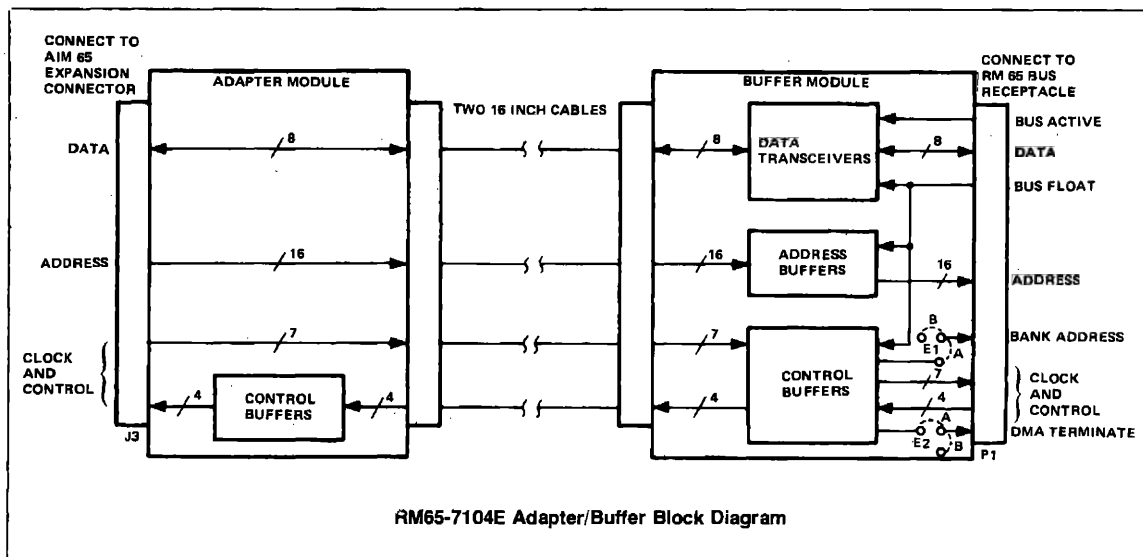 CONNECT TO
AIM 65
EXPANSION
CONNECTOR
ADAPTER MODULE
TWO 16 INCH CABLES
BUFFER MODULE
CONNECT TO
RM 65 BUS
RECEPTACLE
DATA
8
8
DATA
TRANSCEIVERS
8
BUS ACTIVE
DATA
BUS FLOAT
ADDRESS
16
16
ADDRESS
BUFFERS
16
ADDRESS
CLOCK
AND
CONTROL
7
4
CONTROL
BUFFERS
4
7
4
CONTROL
BUFFERS
B
E1
A
7
4
A
E2
B
BANK ADDRESS
CLOCK
AND
CONTROL
DMA TERMINATE
J3
P1
RM65-7104E Adapter/Buffer Block Diagram